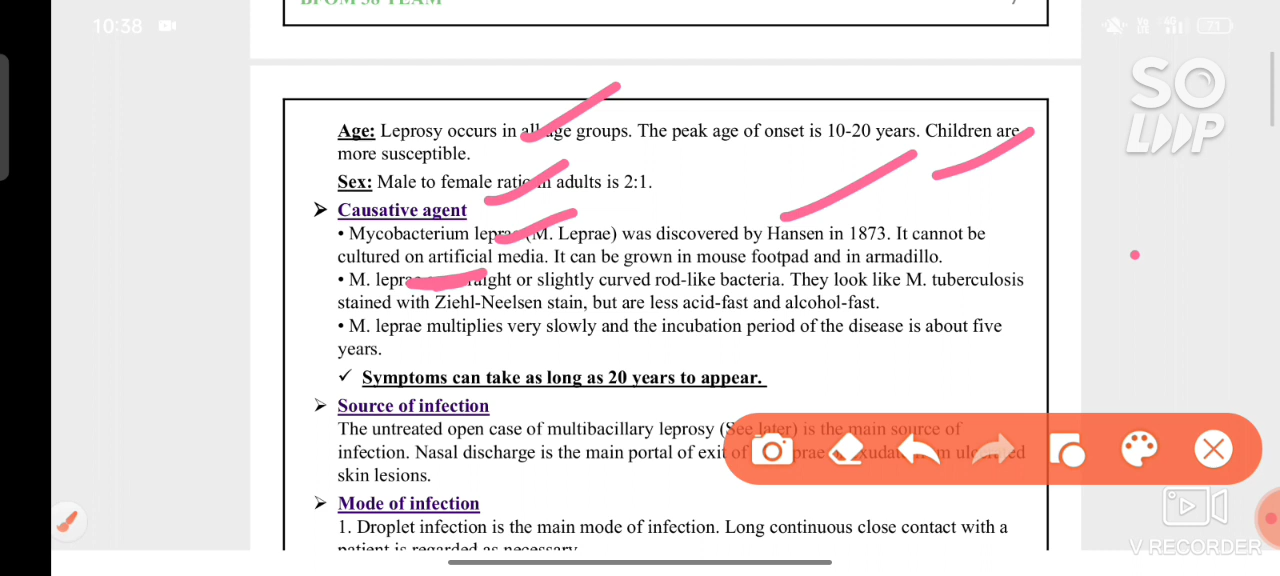 BFOM 38 TEAM
10:38
71
SO
LOOP
Age: Leprosy occurs in all age groups. The peak age of onset is 10-20 years. Children are
more susceptible.
Sex: Male to female ratio in adults is 2:1.
➢ Causative agent
• Mycobacterium leprae (M. Leprae) was discovered by Hansen in 1873. It cannot be
cultured on artificial media. It can be grown in mouse footpad and in armadillo.
• M. leprae straight or slightly curved rod-like bacteria. They look like M. tuberculosis
stained with Ziehl-Neelsen stain, but are less acid-fast and alcohol-fast.
• M. leprae multiplies very slowly and the incubation period of the disease is about five
years.
✓ Symptoms can take as long as 20 years to appear.
➢ Source of infection
The untreated open case of multibacillary leprosy (See later) is the main source of
infection. Nasal discharge is the main portal of exit of
skin lesions.
➢ Mode of infection
1. Droplet infection is the main mode of infection. Long continuous close contact with a
patient is regarded as necessary.
V RECORDER